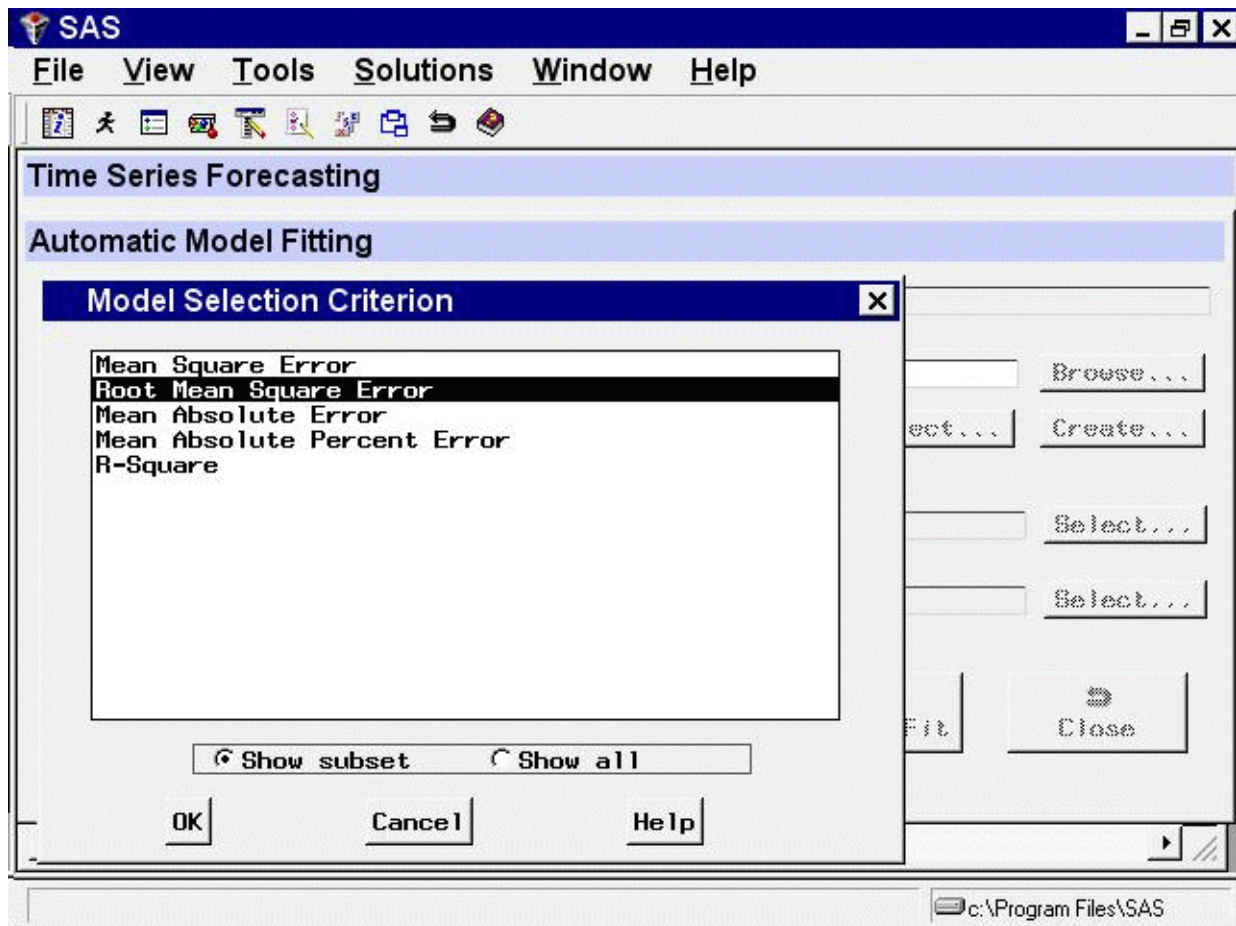 SAS
File View Tools Solutions Window Help
Time Series Forecasting
Automatic Model Fitting
Model Selection Criterion
Mean Square Error
Root Mean Square Error
Mean Absolute Error
Mean Absolute Percent Error
R-Square
Browse...
ect... Create...
Select...
Select...
Fit Close
Show subset Show all
OK Cancel Help
c:\Program Files\SAS